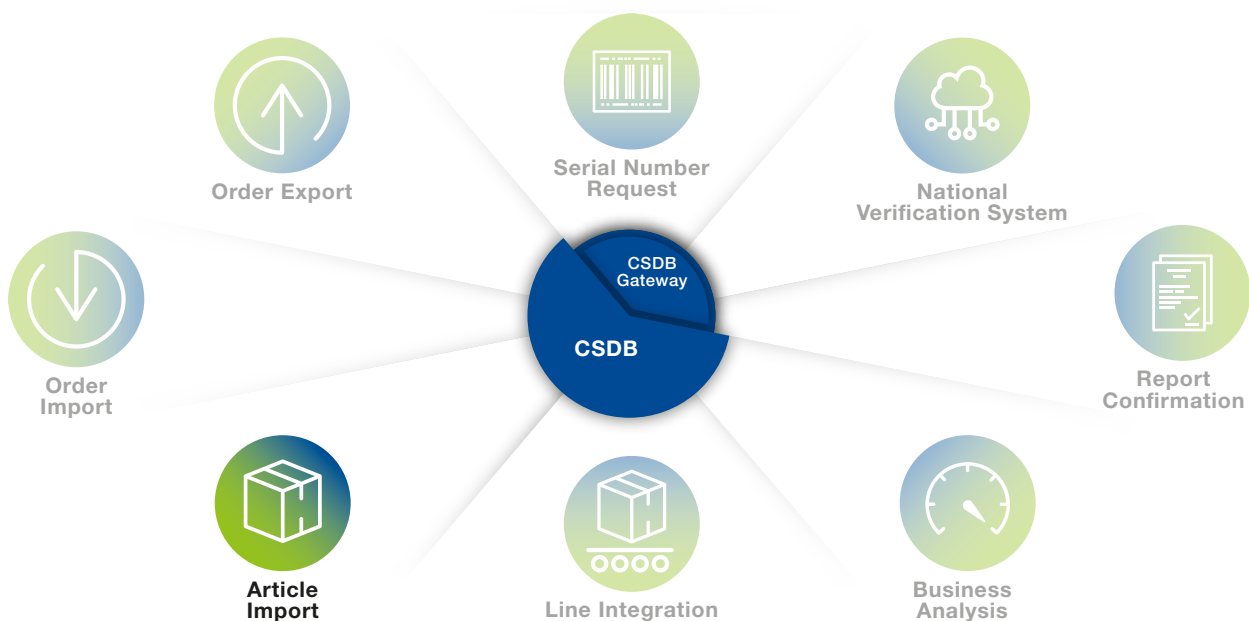 Serial Number
Request
Order Export
National
Verification System
CSDB
Gateway
CSDB
Order
Import
Report
Confirmation
Article
Import
Line Integration
Business
Analysis